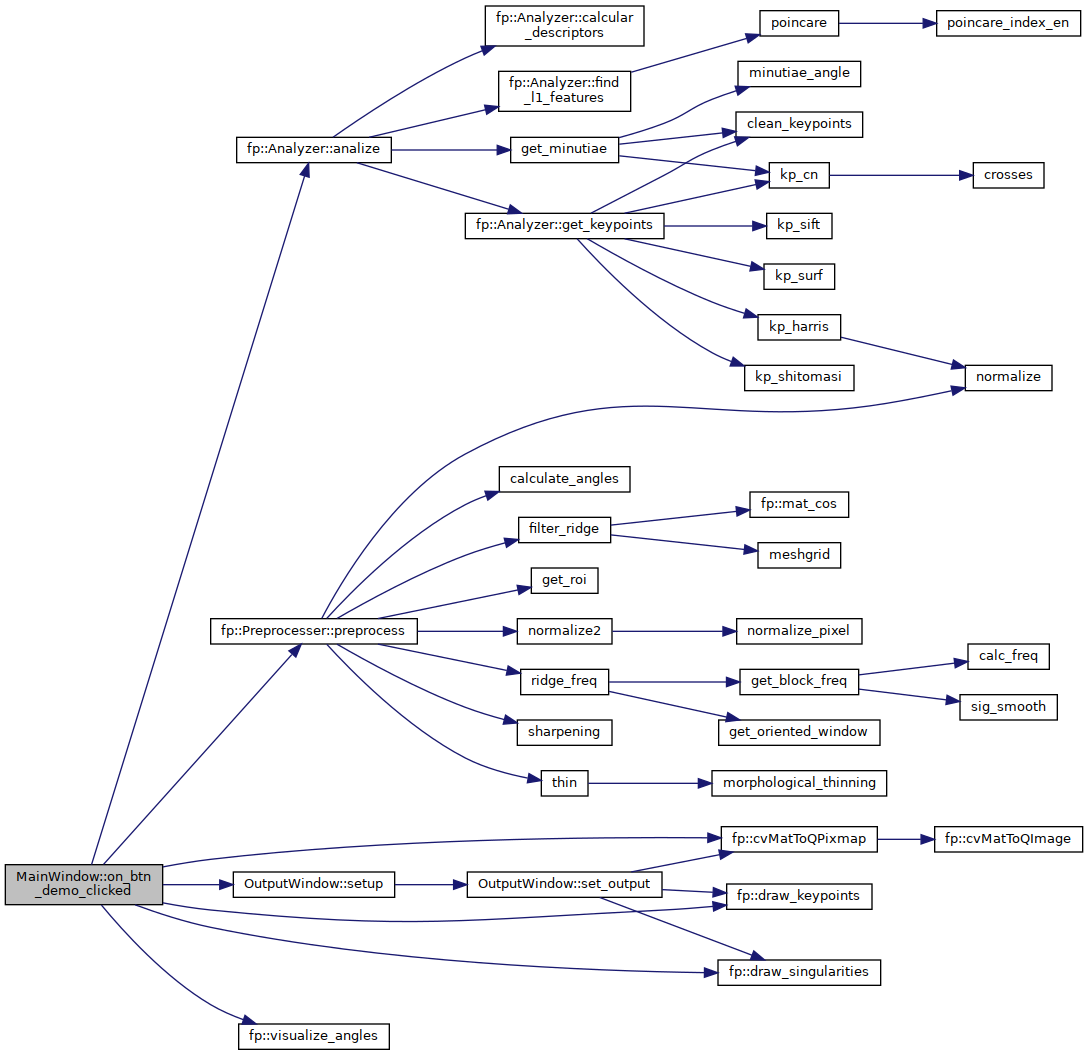 fp::Analyzer::calcular
_descriptors
poincare
poincare_index_en
minutiae_angle
fp::Analyzer::find
_l1_features
clean_keypoints
fp::Analyzer::analize
get_minutiae
kp_cn
crosses
fp::Analyzer::get_keypoints
kp_sift
kp_surf
kp_harris
kp_shitomasi
normalize
calculate_angles
fp::mat_cos
filter_ridge
meshgrid
get_roi
fp::Preprocesser::preprocess
normalize2
normalize_pixel
calc_freq
ridge_freq
get_block_freq
sig_smooth
sharpening
get_oriented_window
thin
morphological_thinning
fp::cvMatToQPixmap
fp::cvMatToQImage
MainWindow::on_btn
_demo_clicked
OutputWindow::setup
OutputWindow::set_output
fp::draw_keypoints
fp::draw_singularities
fp::visualize_angles